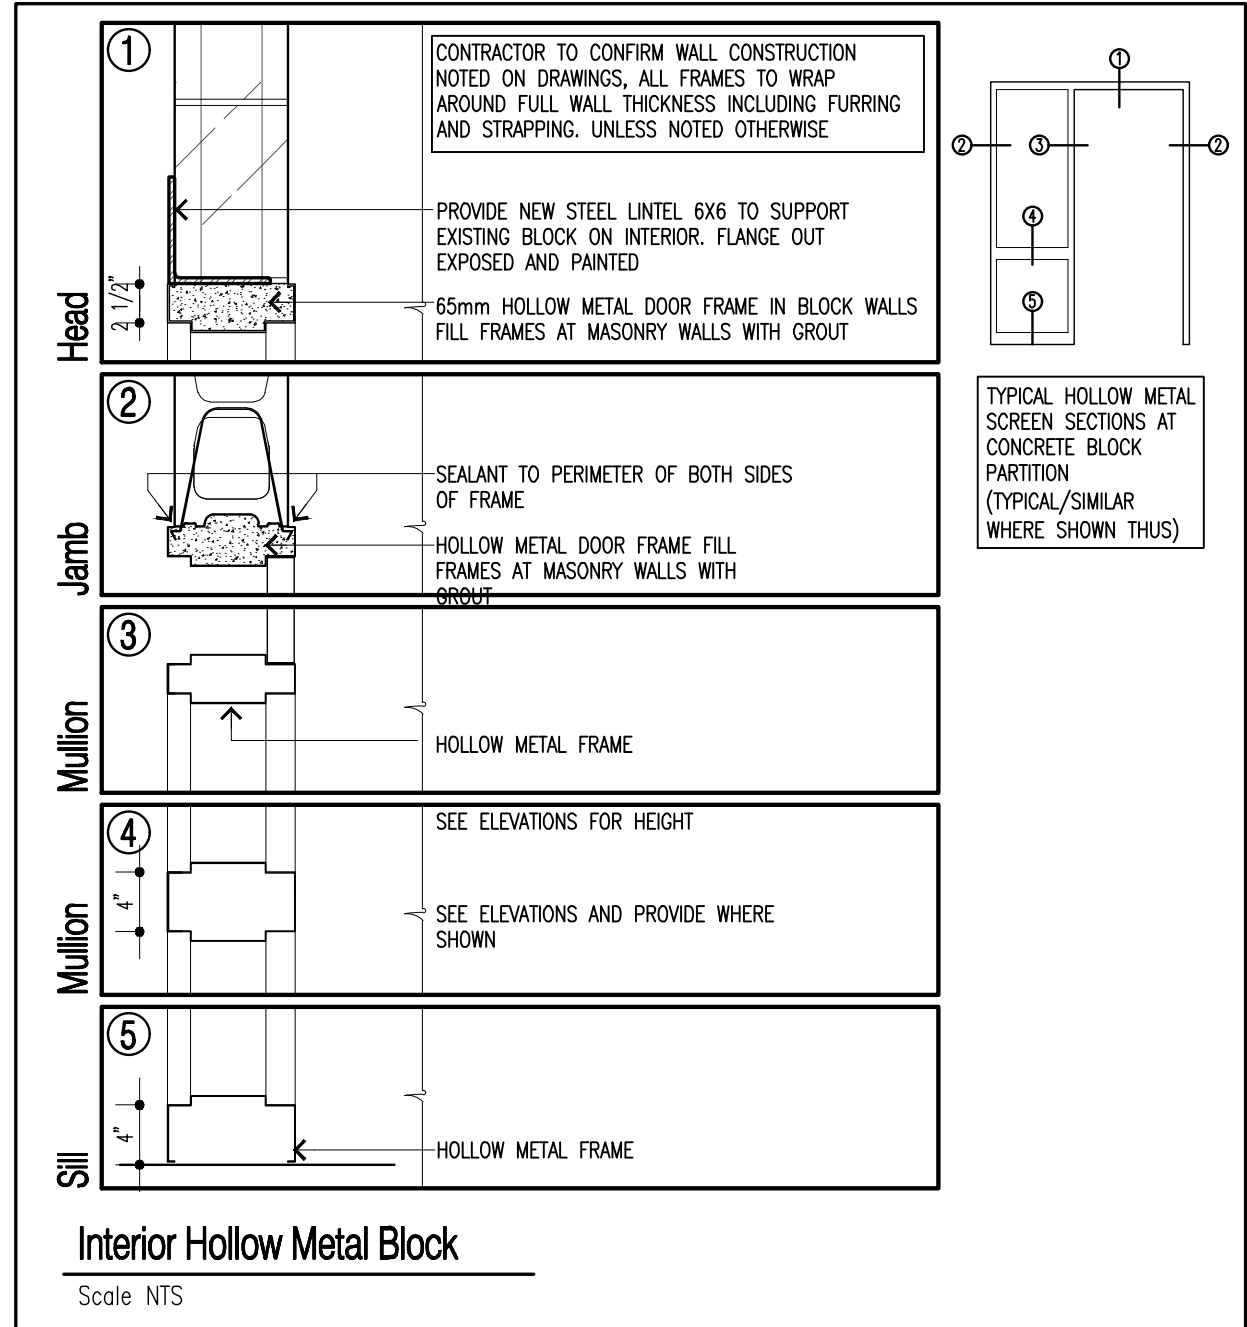 1
CONTRACTOR TO CONFIRM WALL CONSTRUCTION
NOTED ON DRAWINGS, ALL FRAMES TO WRAP
AROUND FULL WALL THICKNESS INCLUDING FURRING
AND STRAPPING. UNLESS NOTED OTHERWISE
PROVIDE NEW STEEL LINTEL 6X6 TO SUPPORT
EXISTING BLOCK ON INTERIOR. FLANGE OUT
EXPOSED AND PAINTED
65mm HOLLOW METAL DOOR FRAME IN BLOCK WALLS
FILL FRAMES AT MASONRY WALLS WITH GROUT
2 1/2"
Head
2
SEALANT TO PERIMETER OF BOTH SIDES
OF FRAME
HOLLOW METAL DOOR FRAME FILL
FRAMES AT MASONRY WALLS WITH
GROUT
Jamb
3
HOLLOW METAL FRAME
Mullion
4
SEE ELEVATIONS FOR HEIGHT
4"
SEE ELEVATIONS AND PROVIDE WHERE
SHOWN
Mullion
5
4"
HOLLOW METAL FRAME
Sill
1
2
3
2
4
5
TYPICAL HOLLOW METAL
SCREEN SECTIONS AT
CONCRETE BLOCK
PARTITION
(TYPICAL/SIMILAR
WHERE SHOWN THUS)
Interior Hollow Metal Block
Scale NTS